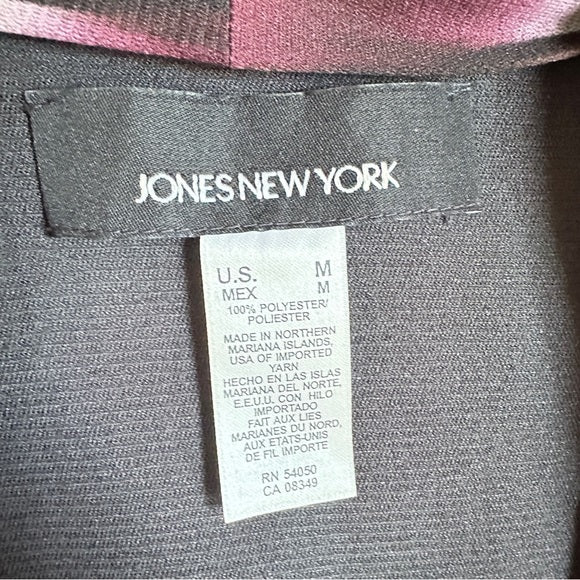 JONES NEW YORK
U.S. M
MEX M
100% POLYESTER/
POLIESTER
MADE IN NORTHERN
MARIANA ISLANDS,
USA OF IMPORTED
YARN
HECHO EN LAS ISLAS
MARIANA DEL NORTE,
E.E.U.U. CON HILO
IMPORTADO
FAIT AUX LIES
MARIANES DU NORD,
AUX ETATS-UNIS
DE FIL IMPORTE
RN 54050
CA 08349